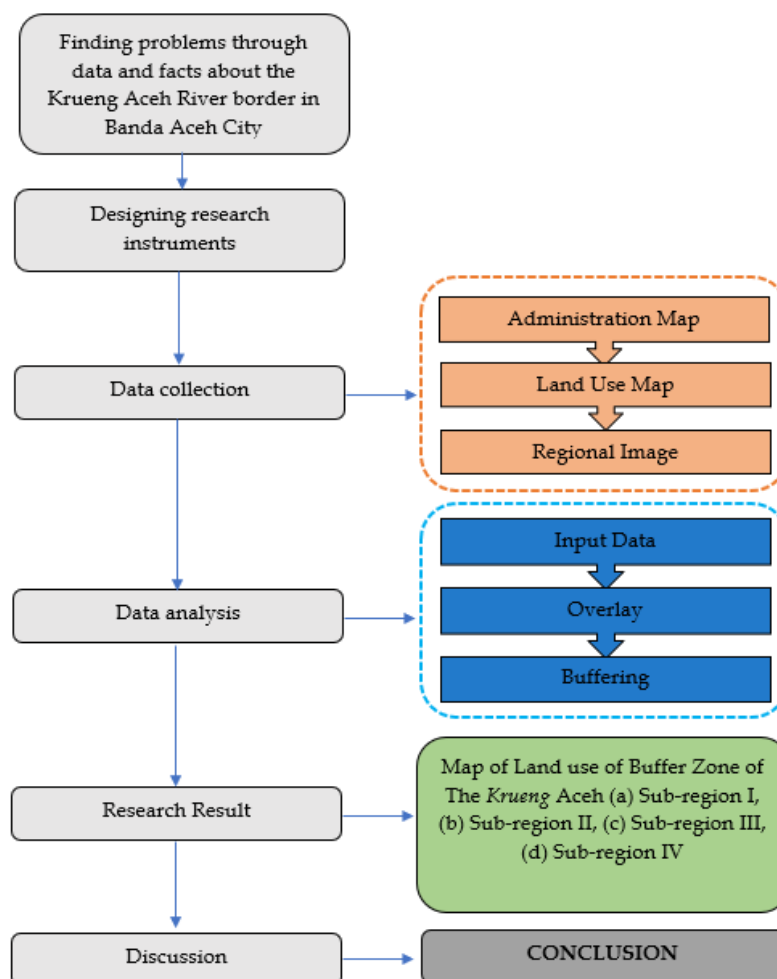 Finding problems through
data and facts about the
Krueng Aceh River border in
Banda Aceh City
Designing research
instruments
Data collection
Administration Map
Land Use Map
Regional Image
Data analysis
Input Data
Overlay
Buffering
Research Result
Map of Land use of Buffer Zone of
The Krueng Aceh (a) Sub-region I,
(b) Sub-region II, (c) Sub-region III,
(d) Sub-region IV
Discussion
CONCLUSION